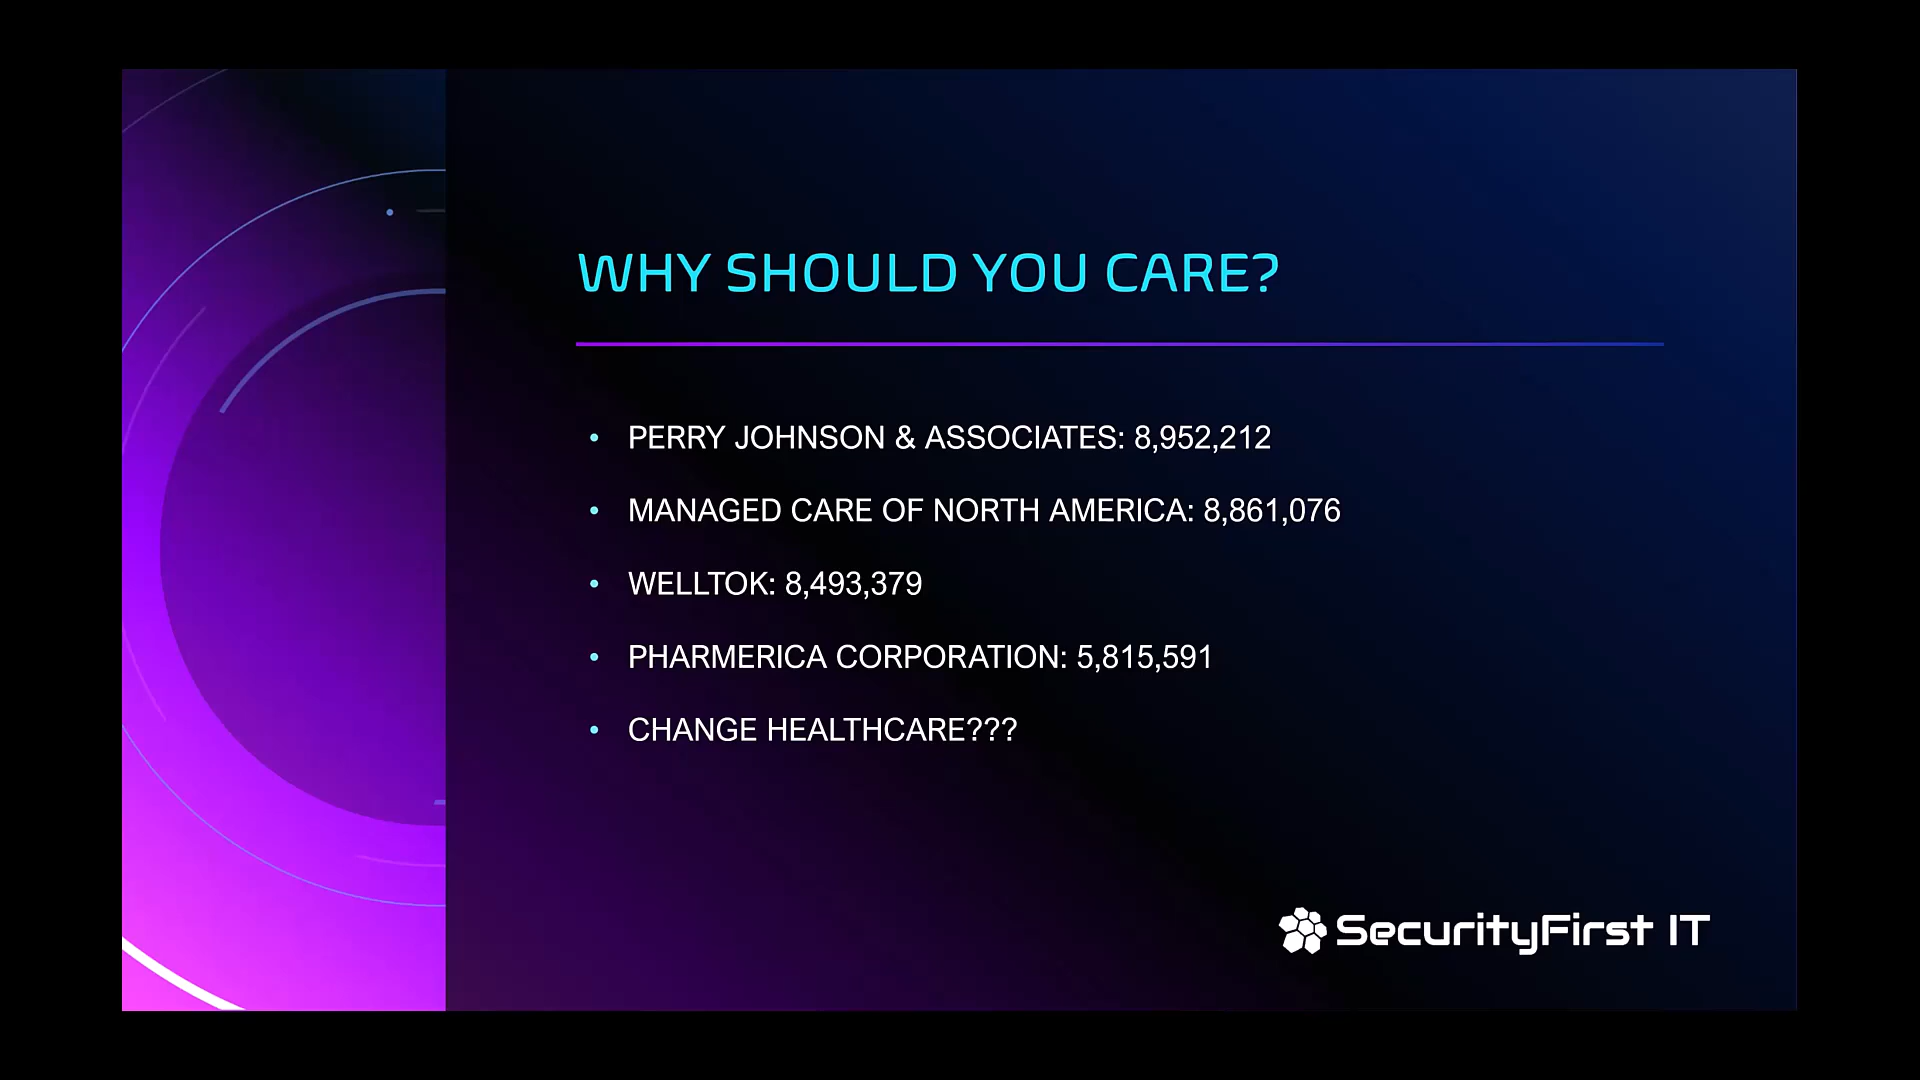 WHY SHOULD YOU CARE?
• PERRY JOHNSON & ASSOCIATES: 8,952,212
• MANAGED CARE OF NORTH AMERICA: 8,861,076
• WELLTOK: 8,493,379
• PHARMERICA CORPORATION: 5,815,591
• CHANGE HEALTHCARE???
SecurityFirst IT